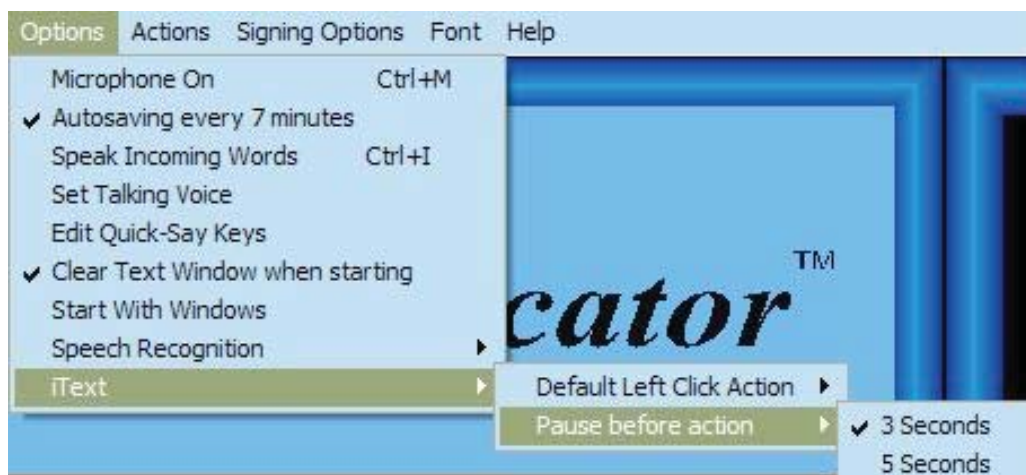 Options Actions Signing Options Font Help
Microphone On Ctrl+M
Autosaving every 7 minutes
Speak Incoming Words Ctrl+I
Set Talking Voice
Edit Quick-Say Keys
Clear Text Window when starting
Start With Windows
Speech Recognition
iText
cator™
Default Left Click Action
Pause before action
3 Seconds
5 Seconds